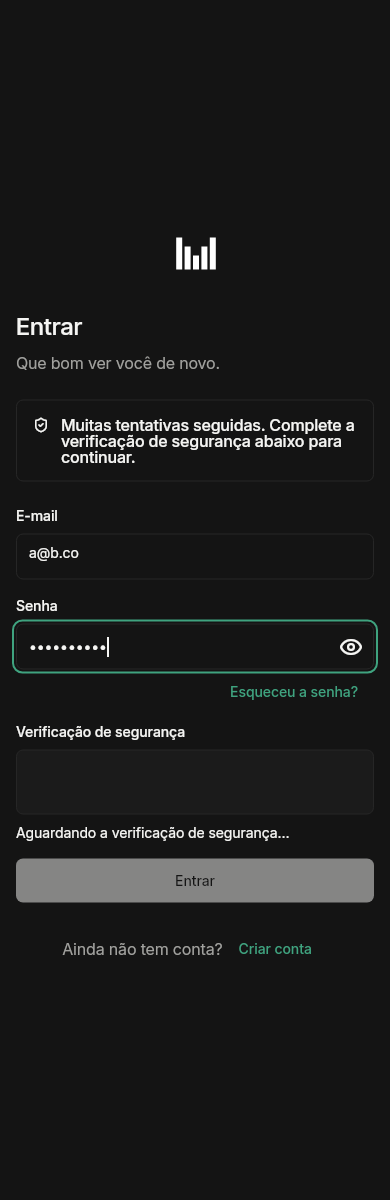 Entrar
Que bom ver você de novo.
Muitas tentativas seguidas. Complete a
verificação de segurança abaixo para
continuar.
E-mail
a@b.co
Senha
••••••••••
Esqueceu a senha?
Verificação de segurança
Aguardando a verificação de segurança...
Entrar
Ainda não tem conta? Criar conta